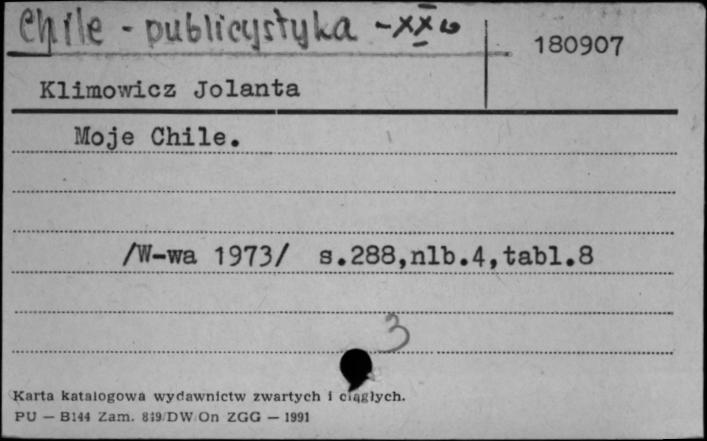 Chile - publicystyka - XX w
180907
Klimowicz Jolanta
Moje Chile.
/W-wa 1973/ s.288,nlb.4,tabl.8
3
Karta katalogowa wydawnictw zwartych i ciągłych.
PU — B144 Zam. 819/DW/On ZGG — 1991